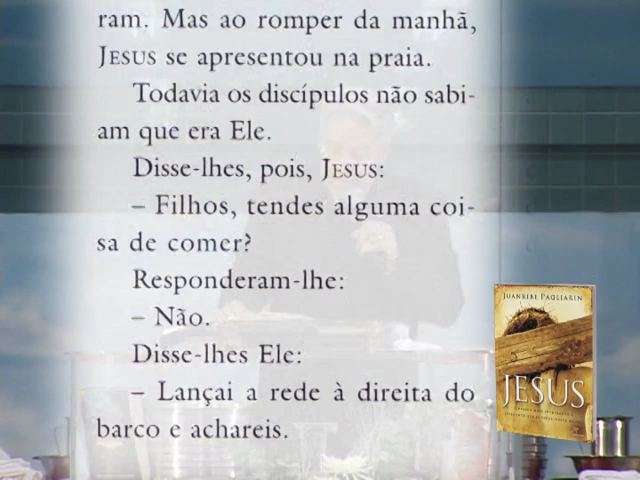 ram. Mas ao romper da manhã,
JESUS se apresentou na praia.
Todavia os discípulos não sabi-
am que era Ele.
Disse-lhes, pois, JESUS:
– Filhos, tendes alguma coi-
sa de comer?
Responderam-lhe:
– Não.
Disse-lhes Ele:
– Lançai a rede à direita do
barco e achareis.
JUANRIBE PAGLIARIN
JESUS